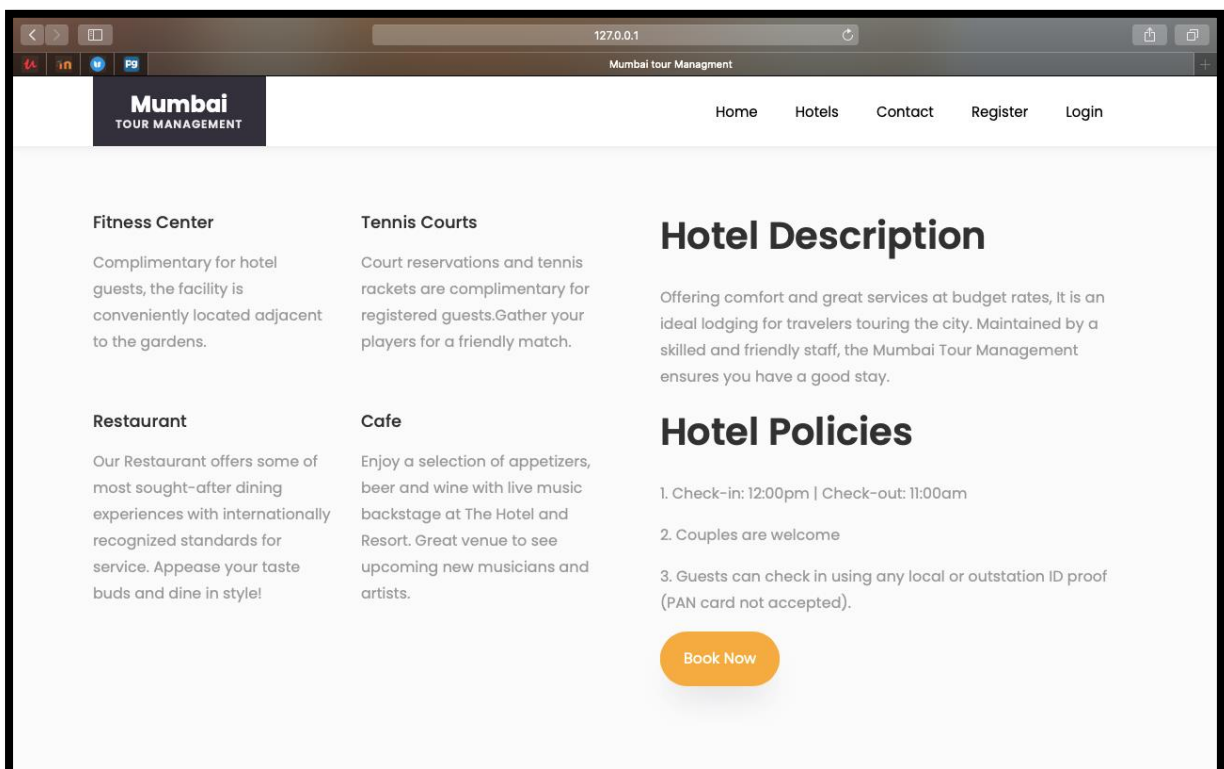 127.0.0.1
in
Pg
Mumbai tour Managment
Mumbai
TOUR MANAGEMENT
Home
Hotels
Contact
Register
Login
Fitness Center
Complimentary for hotel
guests, the facility is
conveniently located adjacent
to the gardens.
Tennis Courts
Court reservations and tennis
rackets are complimentary for
registered guests.Gather your
players for a friendly match.
Restaurant
Our Restaurant offers some of
most sought-after dining
experiences with internationally
recognized standards for
service. Appease your taste
buds and dine in style!
Cafe
Enjoy a selection of appetizers,
beer and wine with live music
backstage at The Hotel and
Resort. Great venue to see
upcoming new musicians and
artists.
Hotel Description
Offering comfort and great services at budget rates, It is an
ideal lodging for travelers touring the city. Maintained by a
skilled and friendly staff, the Mumbai Tour Management
ensures you have a good stay.
Hotel Policies
1. Check-in: 12:00pm | Check-out: 11:00am
2. Couples are welcome
3. Guests can check in using any local or outstation ID proof
(PAN card not accepted).
Book Now